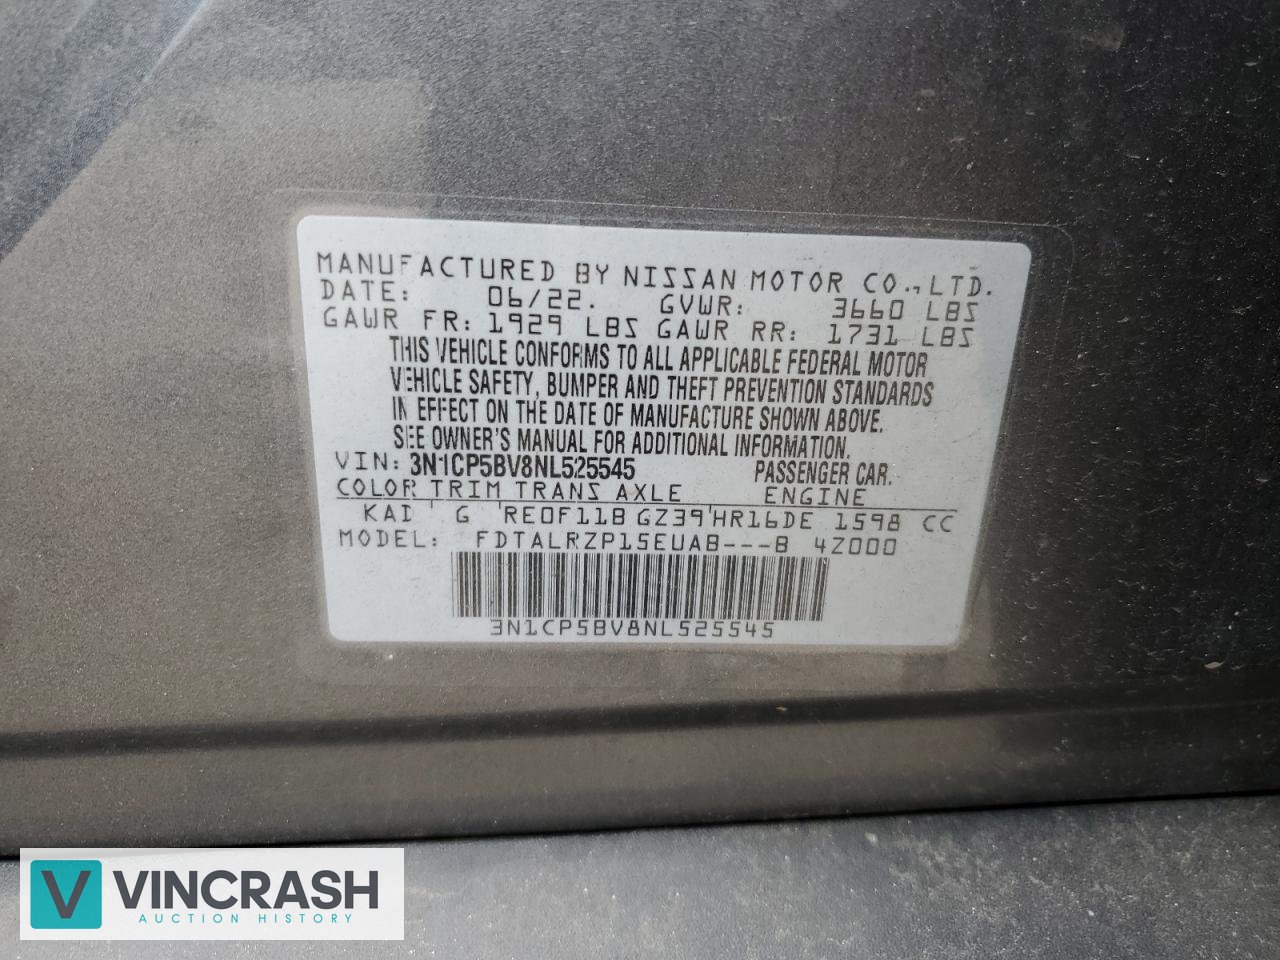 MANUFACTURED BY NISSAN MOTOR CO., LTD.
DATE: 06/22. GVWR: 3660 LBS
GAWR FR: 1929 LBS GAWR RR: 1731 LBS
THIS VEHICLE CONFORMS TO ALL APPLICABLE FEDERAL MOTOR
VEHICLE SAFETY, BUMPER AND THEFT PREVENTION STANDARDS
IN EFFECT ON THE DATE OF MANUFACTURE SHOWN ABOVE.
SEE OWNER'S MANUAL FOR ADDITIONAL INFORMATION.
VIN: 3N1CP5BV8NL525545 PASSENGER CAR.
COLOR TRIM TRANS AXLE ENGINE
KAD G RE0F11B GZ39 HR16DE 1598 CC
MODEL: FDTALRZP15EUAB---B 4Z000
3N1CP5BV8NL525545
V VINCRASH
AUCTION HISTORY